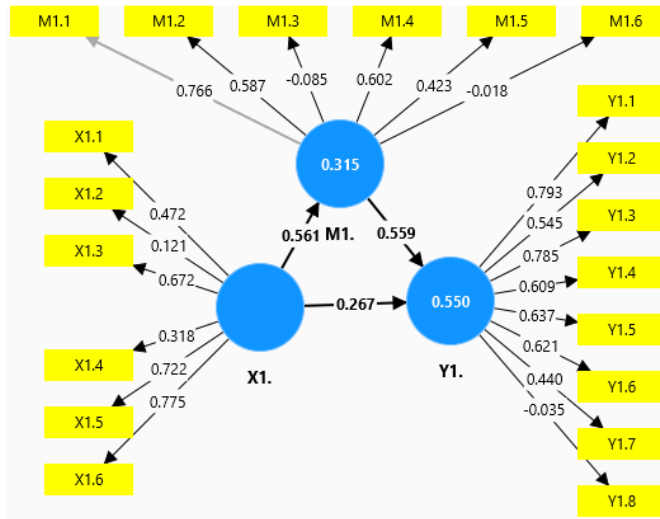 M1.1 M1.2 M1.3 M1.4 M1.5 M1.6
0.766 0.587 -0.085 0.602 0.423 -0.018
Y1.1
X1.1
Y1.2
0.315
X1.2
0.793
0.472
0.545
Y1.3
0.561 M1. 0.559
0.121
0.785
X1.3
0.672
Y1.4
0.609
0.267
0.550
0.637
Y1.5
0.318
0.621
X1.4
0.722
X1.
Y1.
0.440
Y1.6
0.775
-0.035
X1.5
Y1.7
X1.6
Y1.8